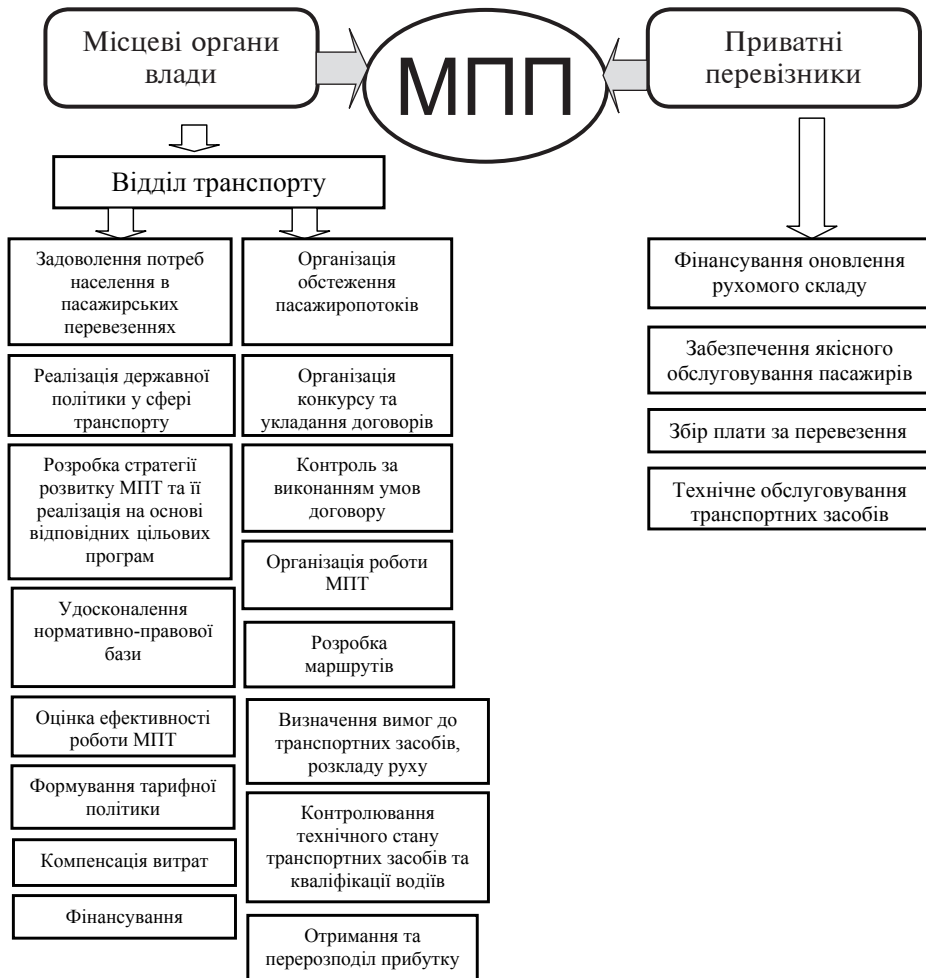 Місцеві органи
влади
МПП
Приватні
перевізники
Відділ транспорту
Задоволення потреб
населення в
пасажирських
перевезеннях
Реалізація державної
політики у сфері
транспорту
Розробка стратегії
розвитку МПТ та її
реалізація на основі
відповідних цільових
програм
Удосконалення
нормативно-правової
бази
Оцінка ефективності
роботи МПТ
Формування тарифної
політики
Компенсація витрат
Фінансування
Організація
обстеження
пасажиропотоків
Організація
конкурсу та
укладання договорів
Контроль за
виконанням умов
договору
Організація роботи
МПТ
Розробка
маршрутів
Визначення вимог до
транспортних засобів,
розкладу руху
Контролювання
технічного стану
транспортних засобів та
кваліфікації водіїв
Отримання та
перерозподіл прибутку
Фінансування оновлення
рухомого складу
Забезпечення якісного
обслуговування пасажирів
Збір плати за перевезення
Технічне обслуговування
транспортних засобів